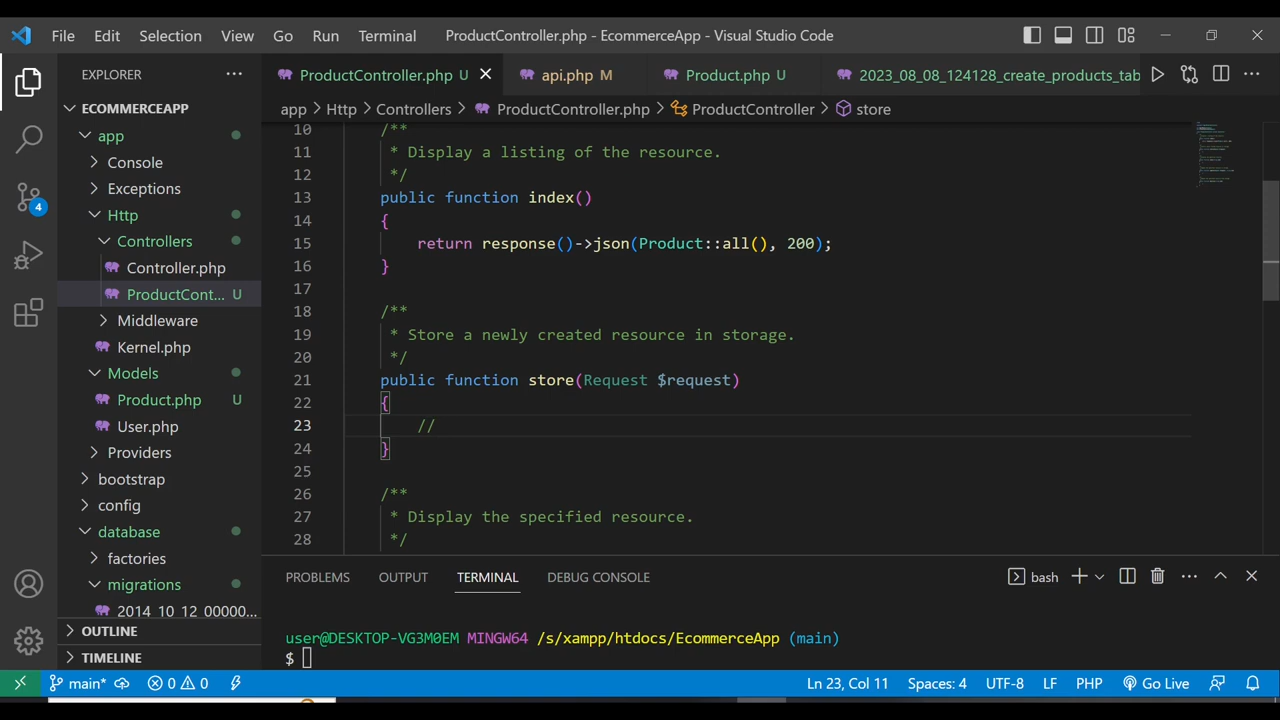 File Edit Selection View Go Run Terminal ProductController.php - EcommerceApp - Visual Studio Code
EXPLORER
ProductController.php U
api.php M
Product.php U
2023_08_08_124128_create_products_tab
app > Http > Controllers > ProductController.php > ProductController > store
ECOMMERCEAPP
app
Console
Exceptions
Http
Controllers
Controller.php
ProductCont... U
Middleware
Kernel.php
Models
Product.php U
User.php
Providers
bootstrap
config
database
factories
migrations
2014_10_12_00000...
OUTLINE
TIMELINE
4
10 /**
11 * Display a listing of the resource.
12 */
13 public function index()
14 {
15 return response()->json(Product::all(), 200);
16 }
17
18 /**
19 * Store a newly created resource in storage.
20 */
21 public function store(Request $request)
22 {
23 //
24 }
25
26 /**
27 * Display the specified resource.
28 */
PROBLEMS OUTPUT TERMINAL DEBUG CONSOLE
bash
user@DESKTOP-VG3M0EM MINGW64 /s/xampp/htdocs/EcommerceApp (main)
$
main* 0 0 Ln 23, Col 11 Spaces: 4 UTF-8 LF PHP Go Live